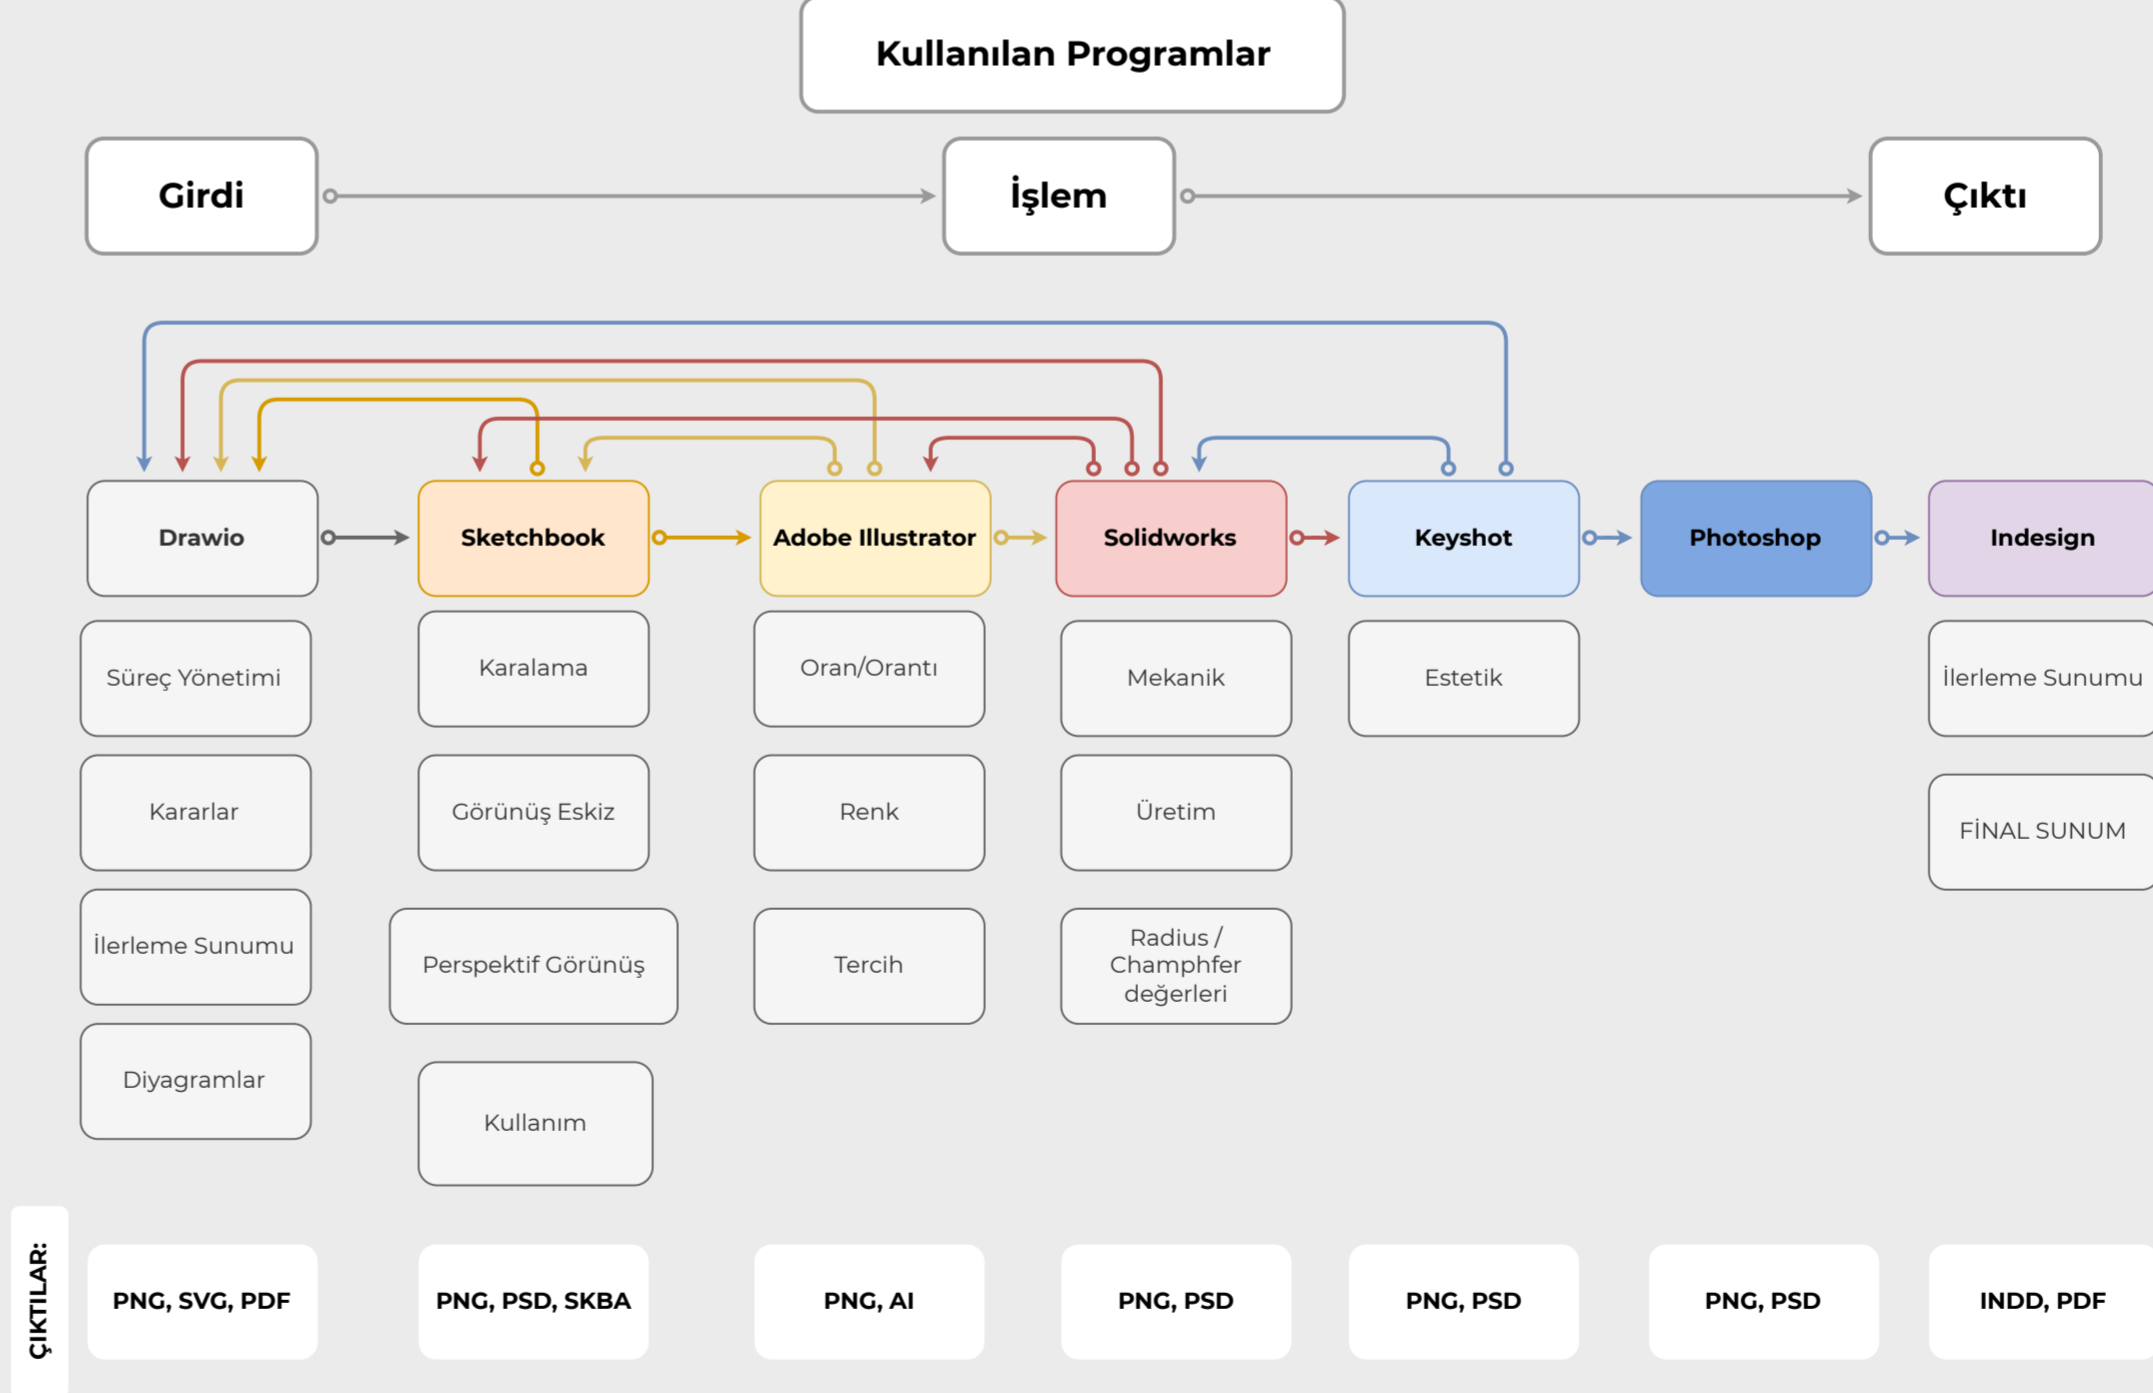 Kullanılan Programlar
Girdi
İşlem
Çıktı
Drawio
Sketchbook
Adobe Illustrator
Solidworks
Keyshot
Photoshop
Indesign
Süreç Yönetimi
Kararlar
İlerleme Sunumu
Diyagramlar
Karalama
Görünüş Eskiz
Perspektif Görünüş
Kullanım
Oran/Orantı
Renk
Tercih
Mekanik
Üretim
Radius /
Champhfer
değerleri
Estetik
İlerleme Sunumu
FİNAL SUNUM
ÇIKTILAR:
PNG, SVG, PDF
PNG, PSD, SKBA
PNG, AI
PNG, PSD
PNG, PSD
PNG, PSD
INDD, PDF